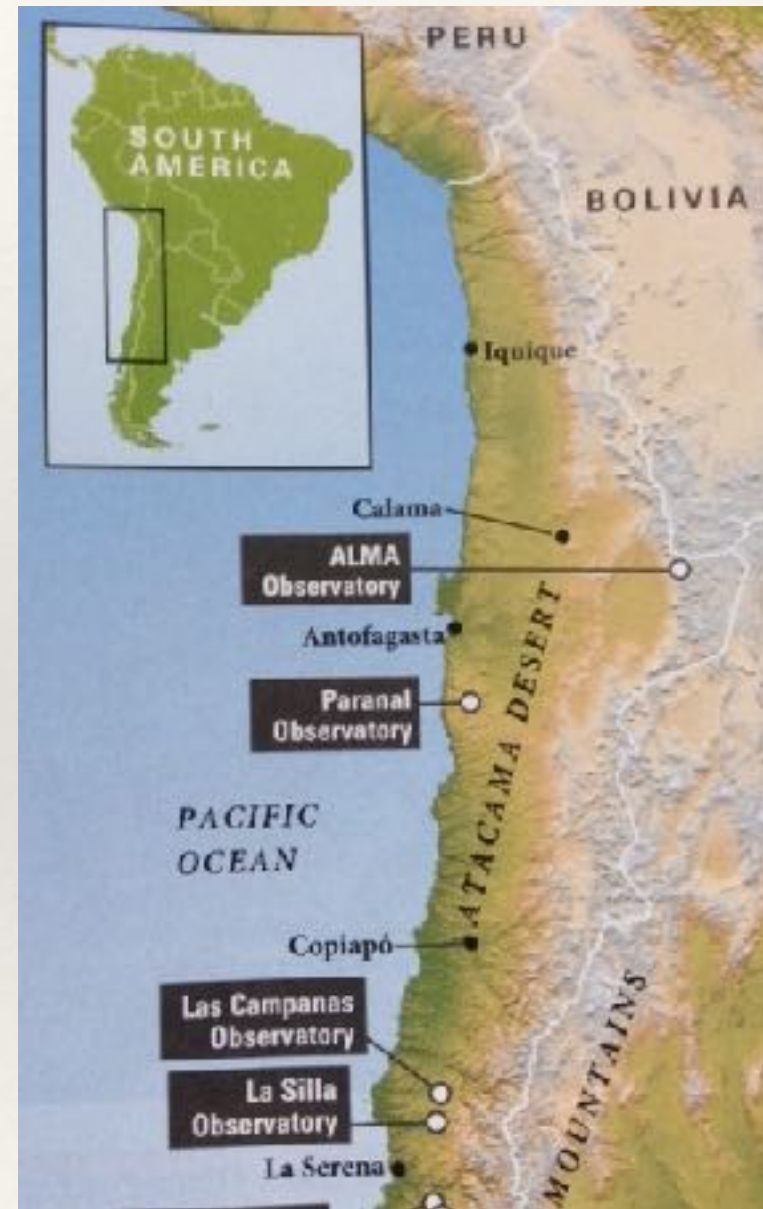 PERU
SOUTH
AMERICA
BOLIVIA
Iquique
Calama
ALMA
Observatory
Antofagasta
Paranal
Observatory
ATACAMA DESERT
PACIFIC
OCEAN
Copiapó
Las Campanas
Observatory
La Silla
Observatory
MOUNTAINS
La Serena